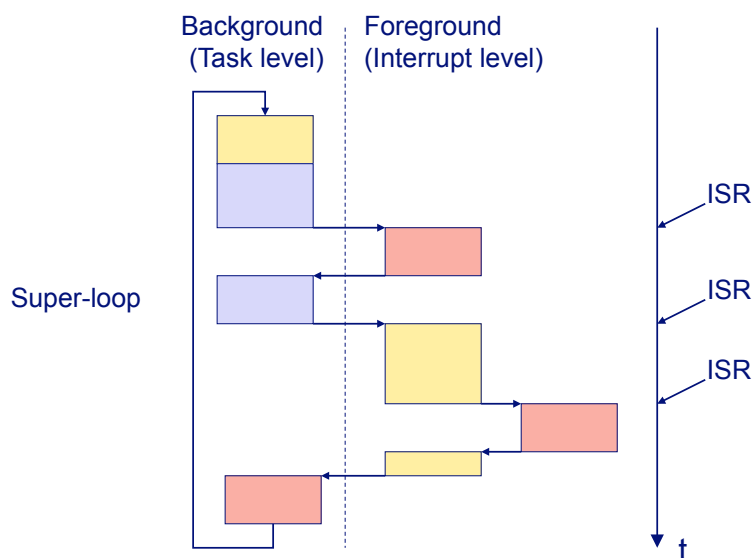 Background
(Task level)
Foreground
(Interrupt level)
ISR
Super-loop
ISR
ISR
t